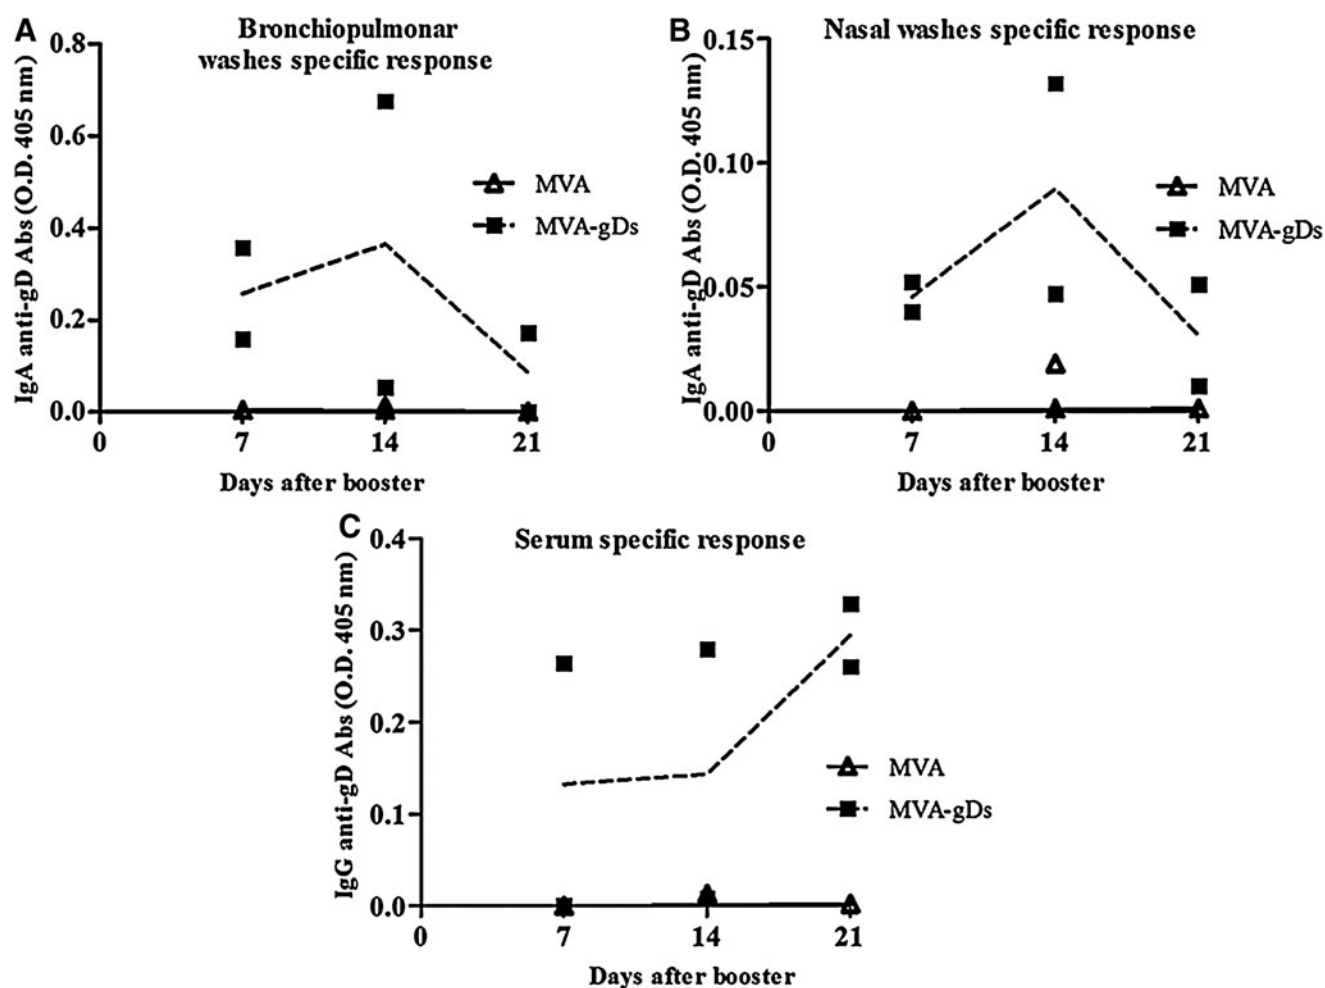 A
Bronchiopulmonar
washes specific response
IgA anti-gD Abs (O.D. 405 nm)
0.8
0.6
0.4
0.2
0.0
0
7
14
21
Days after booster
MVA
MVA-gDs
B
Nasal washes specific response
IgA anti-gD Abs (O.D. 405 nm)
0.15
0.10
0.05
0.00
0
7
14
21
Days after booster
MVA
MVA-gDs
C
Serum specific response
IgG anti-gD Abs (O.D. 405 nm)
0.4
0.3
0.2
0.1
0.0
0
7
14
21
Days after booster
MVA
MVA-gDs